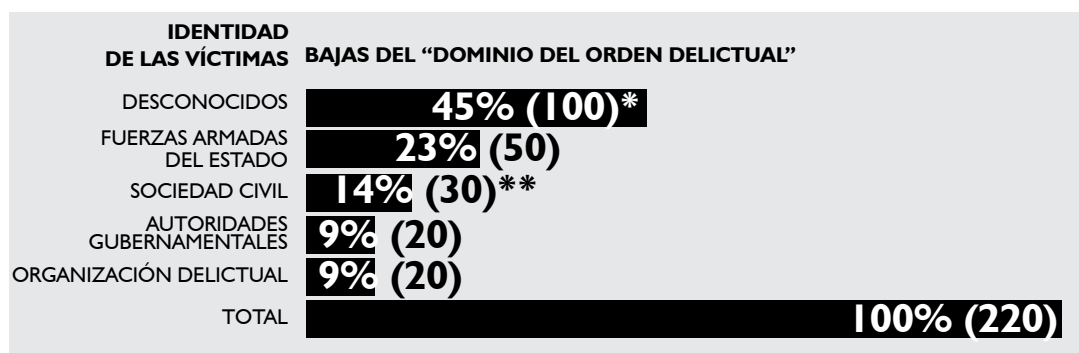 IDENTIDAD
DE LAS VÍCTIMAS BAJAS DEL “DOMINIO DEL ORDEN DELICTUAL”
DESCONOCIDOS 45% (100)*
FUERZAS ARMADAS
DEL ESTADO 23% (50)
SOCIEDAD CIVIL 14% (30)**
AUTORIDADES
GUBERNAMENTALES 9% (20)
ORGANIZACIÓN DELICTUAL 9% (20)
TOTAL 100% (220)